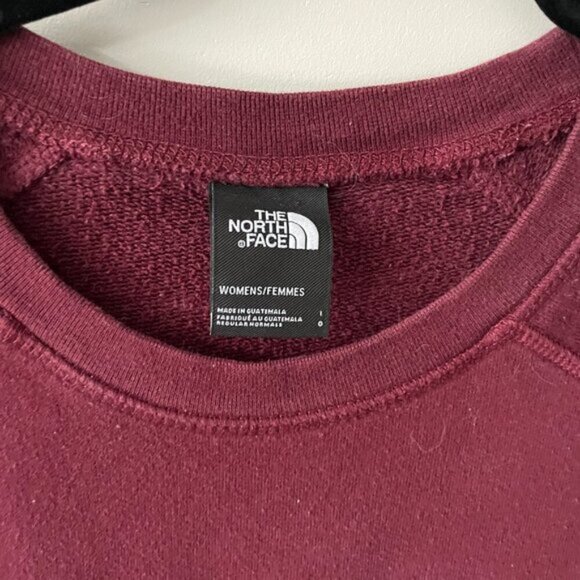 THE
NORTH
FACE
WOMENS/FEMMES
MADE IN GUATEMALA
FABRIQUÉ AU GUATEMALA
REGULAR NORMALE